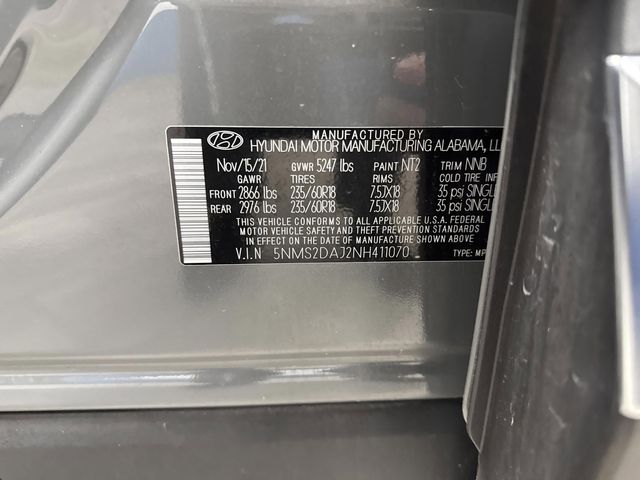 MANUFACTURED BY
HYUNDAI MOTOR MANUFACTURING ALABAMA, LL
Nov/15/21 GVWR 5247 lbs PAINT NT2 TRIM NNB
GAWR TIRES RIMS COLD TIRE INF
FRONT 2866 lbs 235/60R18 7.5JX18 35 psi SINGL
REAR 2976 lbs 235/60R18 7.5JX18 35 psi SINGL
THIS VEHICLE CONFORMS TO ALL APPLICABLE U.S.A. FEDERAL
MOTOR VEHICLE SAFETY AND THEFT PREVENTION STANDARDS
IN EFFECT ON THE DATE OF MANUFACTURE SHOWN ABOVE.
V.I.N 5NMS2DAJ2NH411070 TYPE: MP